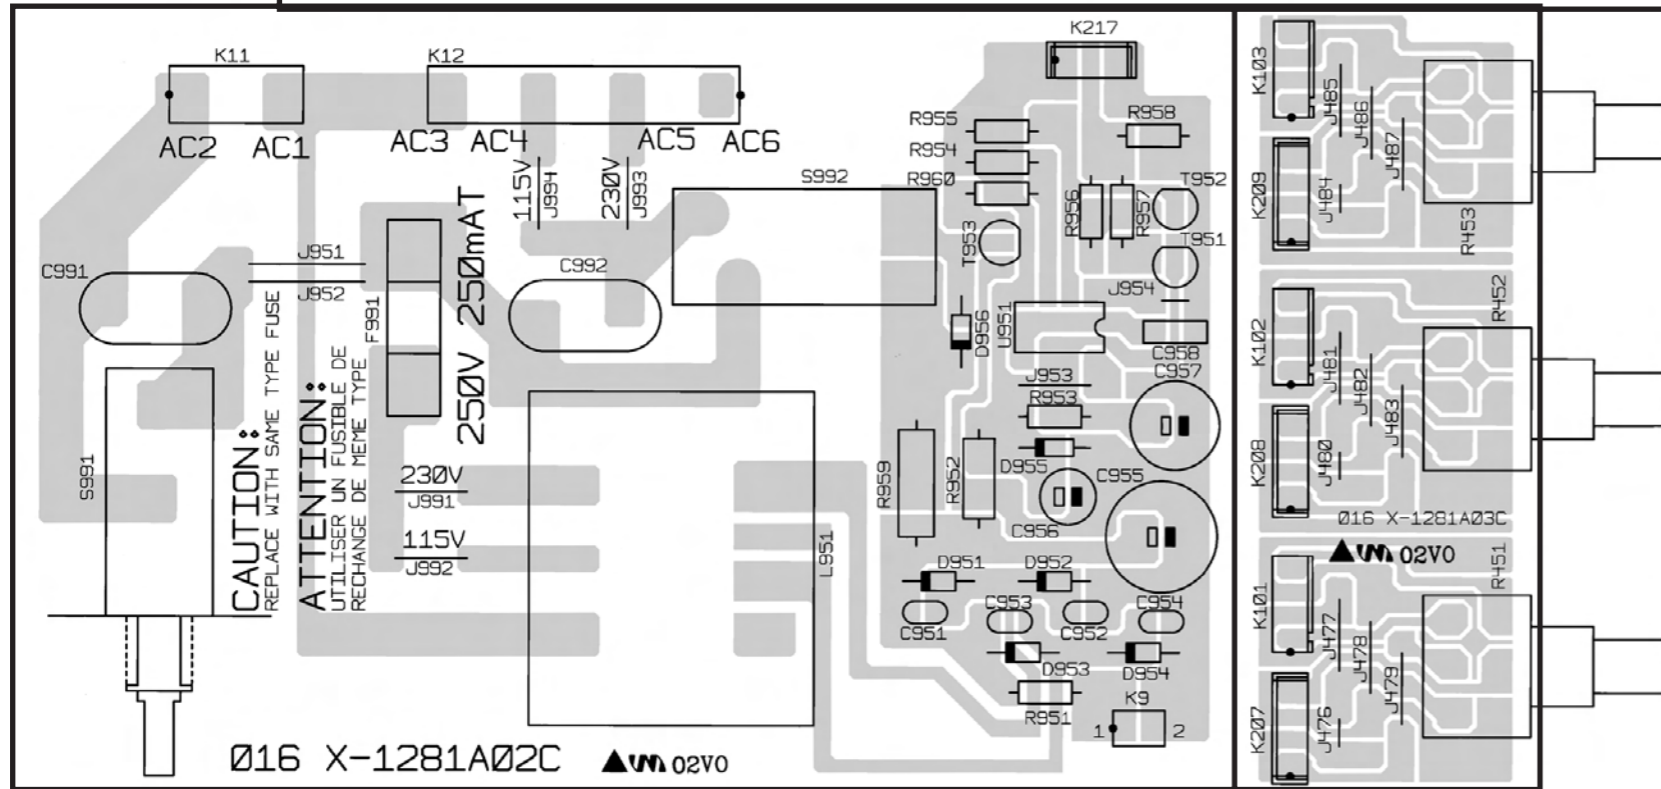 K11
K12
AC2 AC1 AC3 AC4 AC5 AC6
115V
J994
230V
J993
S992
C991
J951
J952
F991
250V 250mAT
C992
CAUTION:
REPLACE WITH SAME TYPE FUSE
ATTENTION:
UTILISER UN FUSIBLE DE
RECHANGE DE MEME TYPE
S991
230V
J991
115V
J992
L951
Ø16 X-1281AØ2C
02V0
K217
R955
R954
R960
R958
R956
R957
T952
T953
T951
J954
D956
U951
C958
C957
J953
R953
D955
R959
R952
C955
C956
D951
D952
C951
C953
C952
C954
D953
D954
R951
K9
1 2
K103
J485
J486
J487
K209
J484
R453
K102
J481
J482
J483
R452
K208
J480
Ø16 X-1281AØ3C
02V0
R451
K101
J477
J478
J479
K207
J476